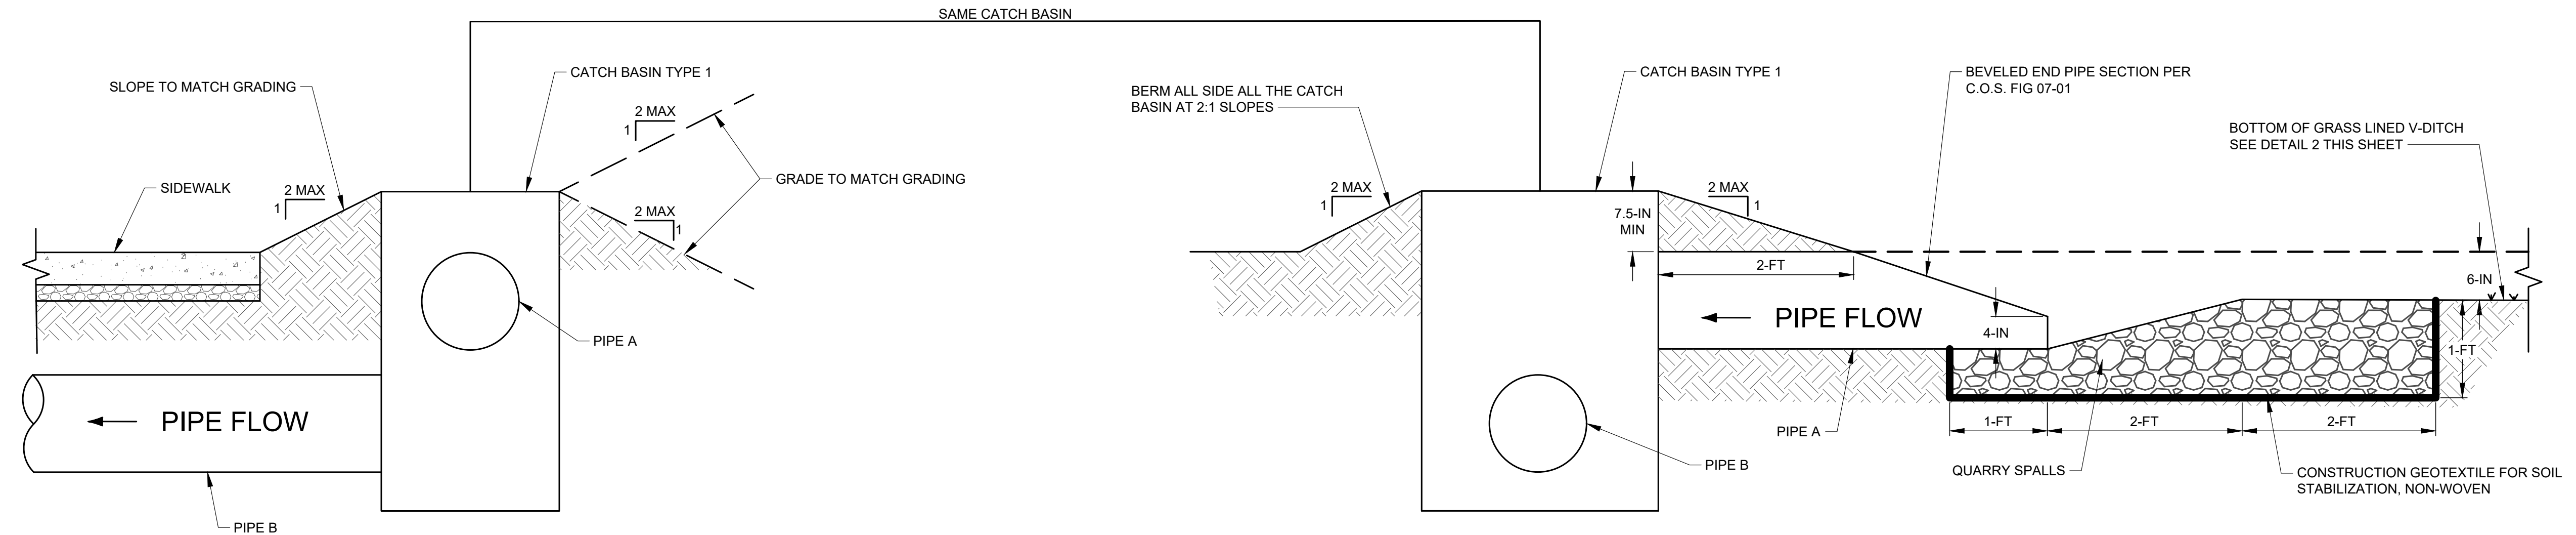 SAME CATCH BASIN
SLOPE TO MATCH GRADING
CATCH BASIN TYPE 1
2 MAX
1
SIDEWALK
2 MAX
1
GRADE TO MATCH GRADING
2 MAX
1
PIPE A
PIPE FLOW
PIPE B
BERM ALL SIDE ALL THE CATCH
BASIN AT 2:1 SLOPES
CATCH BASIN TYPE 1
BEVELED END PIPE SECTION PER
C.O.S. FIG 07-01
BOTTOM OF GRASS LINED V-DITCH
SEE DETAIL 2 THIS SHEET
2 MAX
1
7.5-IN
MIN
2 MAX
1
2-FT
6-IN
PIPE FLOW
4-IN
1-FT
PIPE A
1-FT
2-FT
2-FT
PIPE B
QUARRY SPALLS
CONSTRUCTION GEOTEXTILE FOR SOIL
STABILIZATION, NON-WOVEN